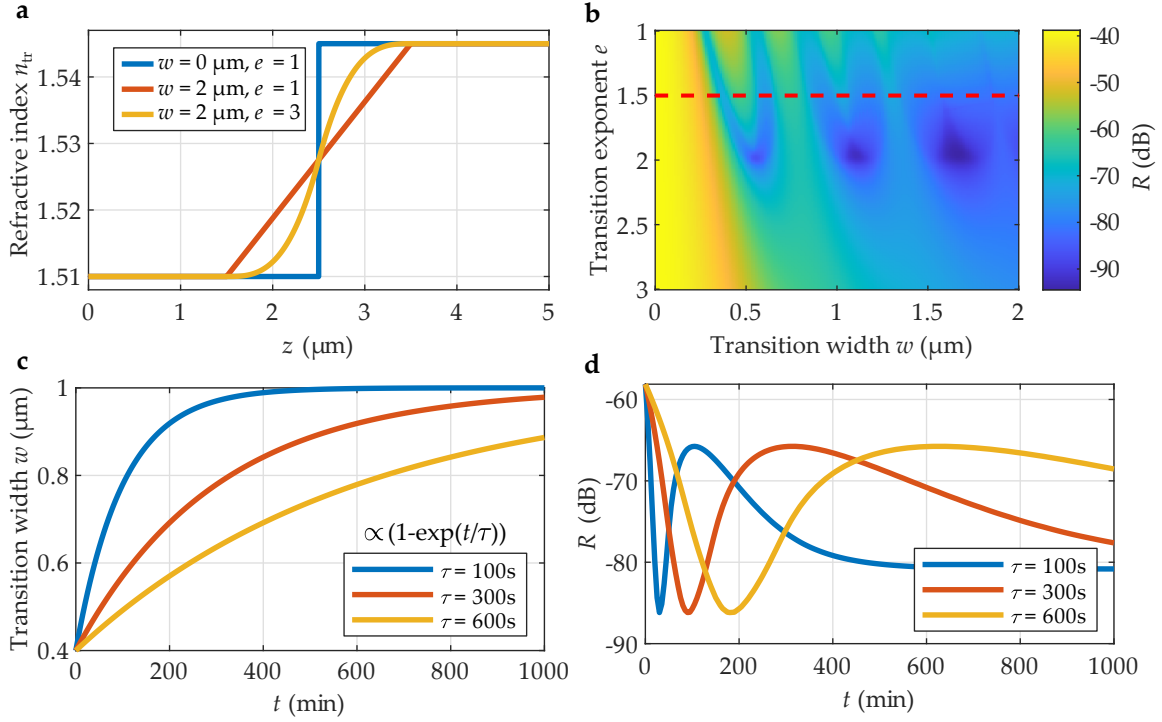 a
Refractive index n_tr
1.54
1.53
1.52
1.51
w = 0 μm, e = 1
w = 2 μm, e = 1
w = 2 μm, e = 3
0 1 2 3 4 5
z (μm)
b
Transition exponent e
1
1.5
2
2.5
3
0 0.5 1 1.5 2
Transition width w (μm)
-40
-50
-60
-70
-80
-90
R (dB)
c
Transition width w (μm)
1
0.8
0.6
0.4
∝(1-exp(t/τ))
τ = 100s
τ = 300s
τ = 600s
0 200 400 600 800 1000
t (min)
d
R (dB)
-60
-70
-80
-90
τ = 100s
τ = 300s
τ = 600s
0 200 400 600 800 1000
t (min)